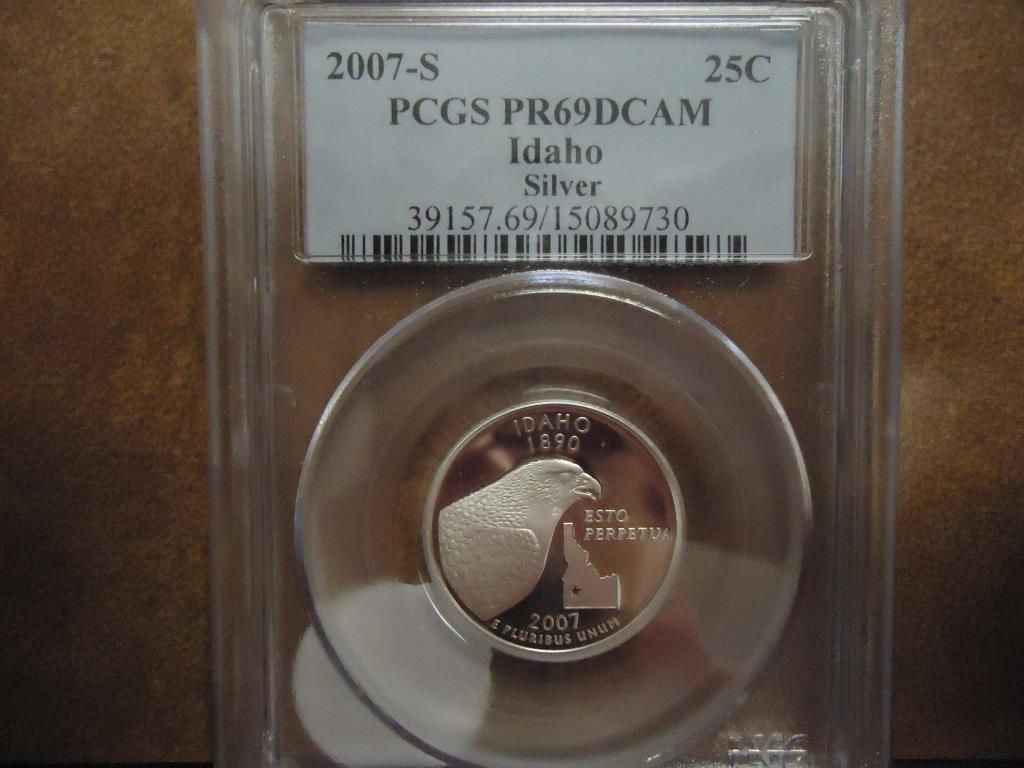 2007-S 25C
PCGS PR69DCAM
Idaho
Silver
39157.69/15089730
IDAHO
1890
ESTO
PERPETUA
2007
E PLURIBUS UNUM